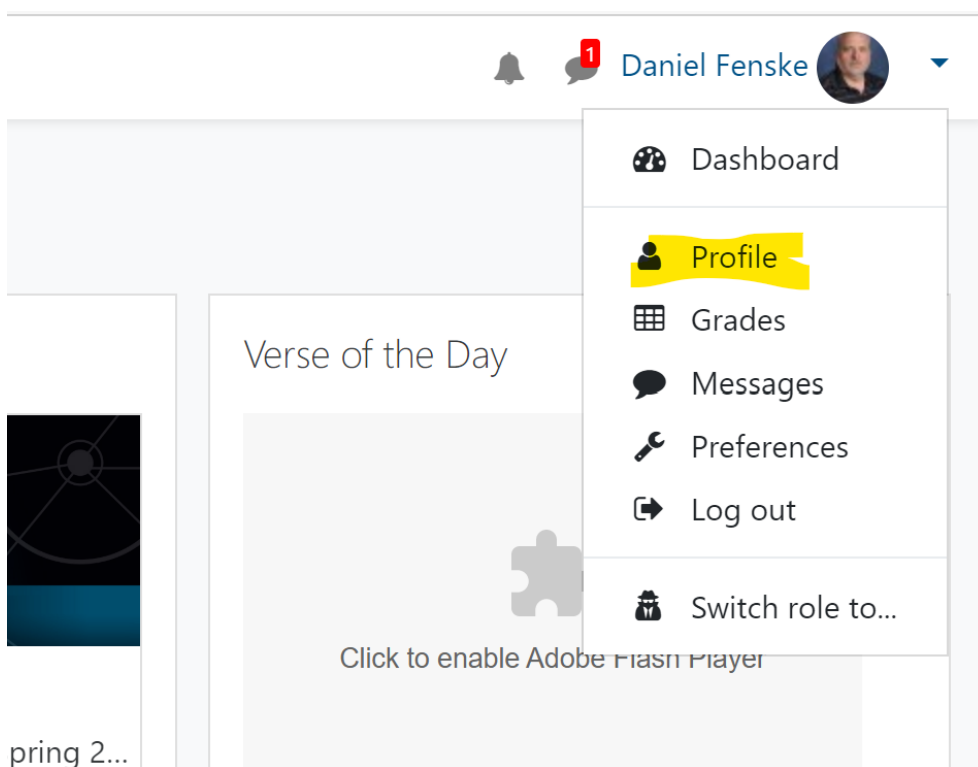 1
Daniel Fenske
Dashboard
Profile
Grades
Verse of the Day
Messages
Preferences
Log out
Switch role to...
Click to enable Adobe Flash Player
pring 2...